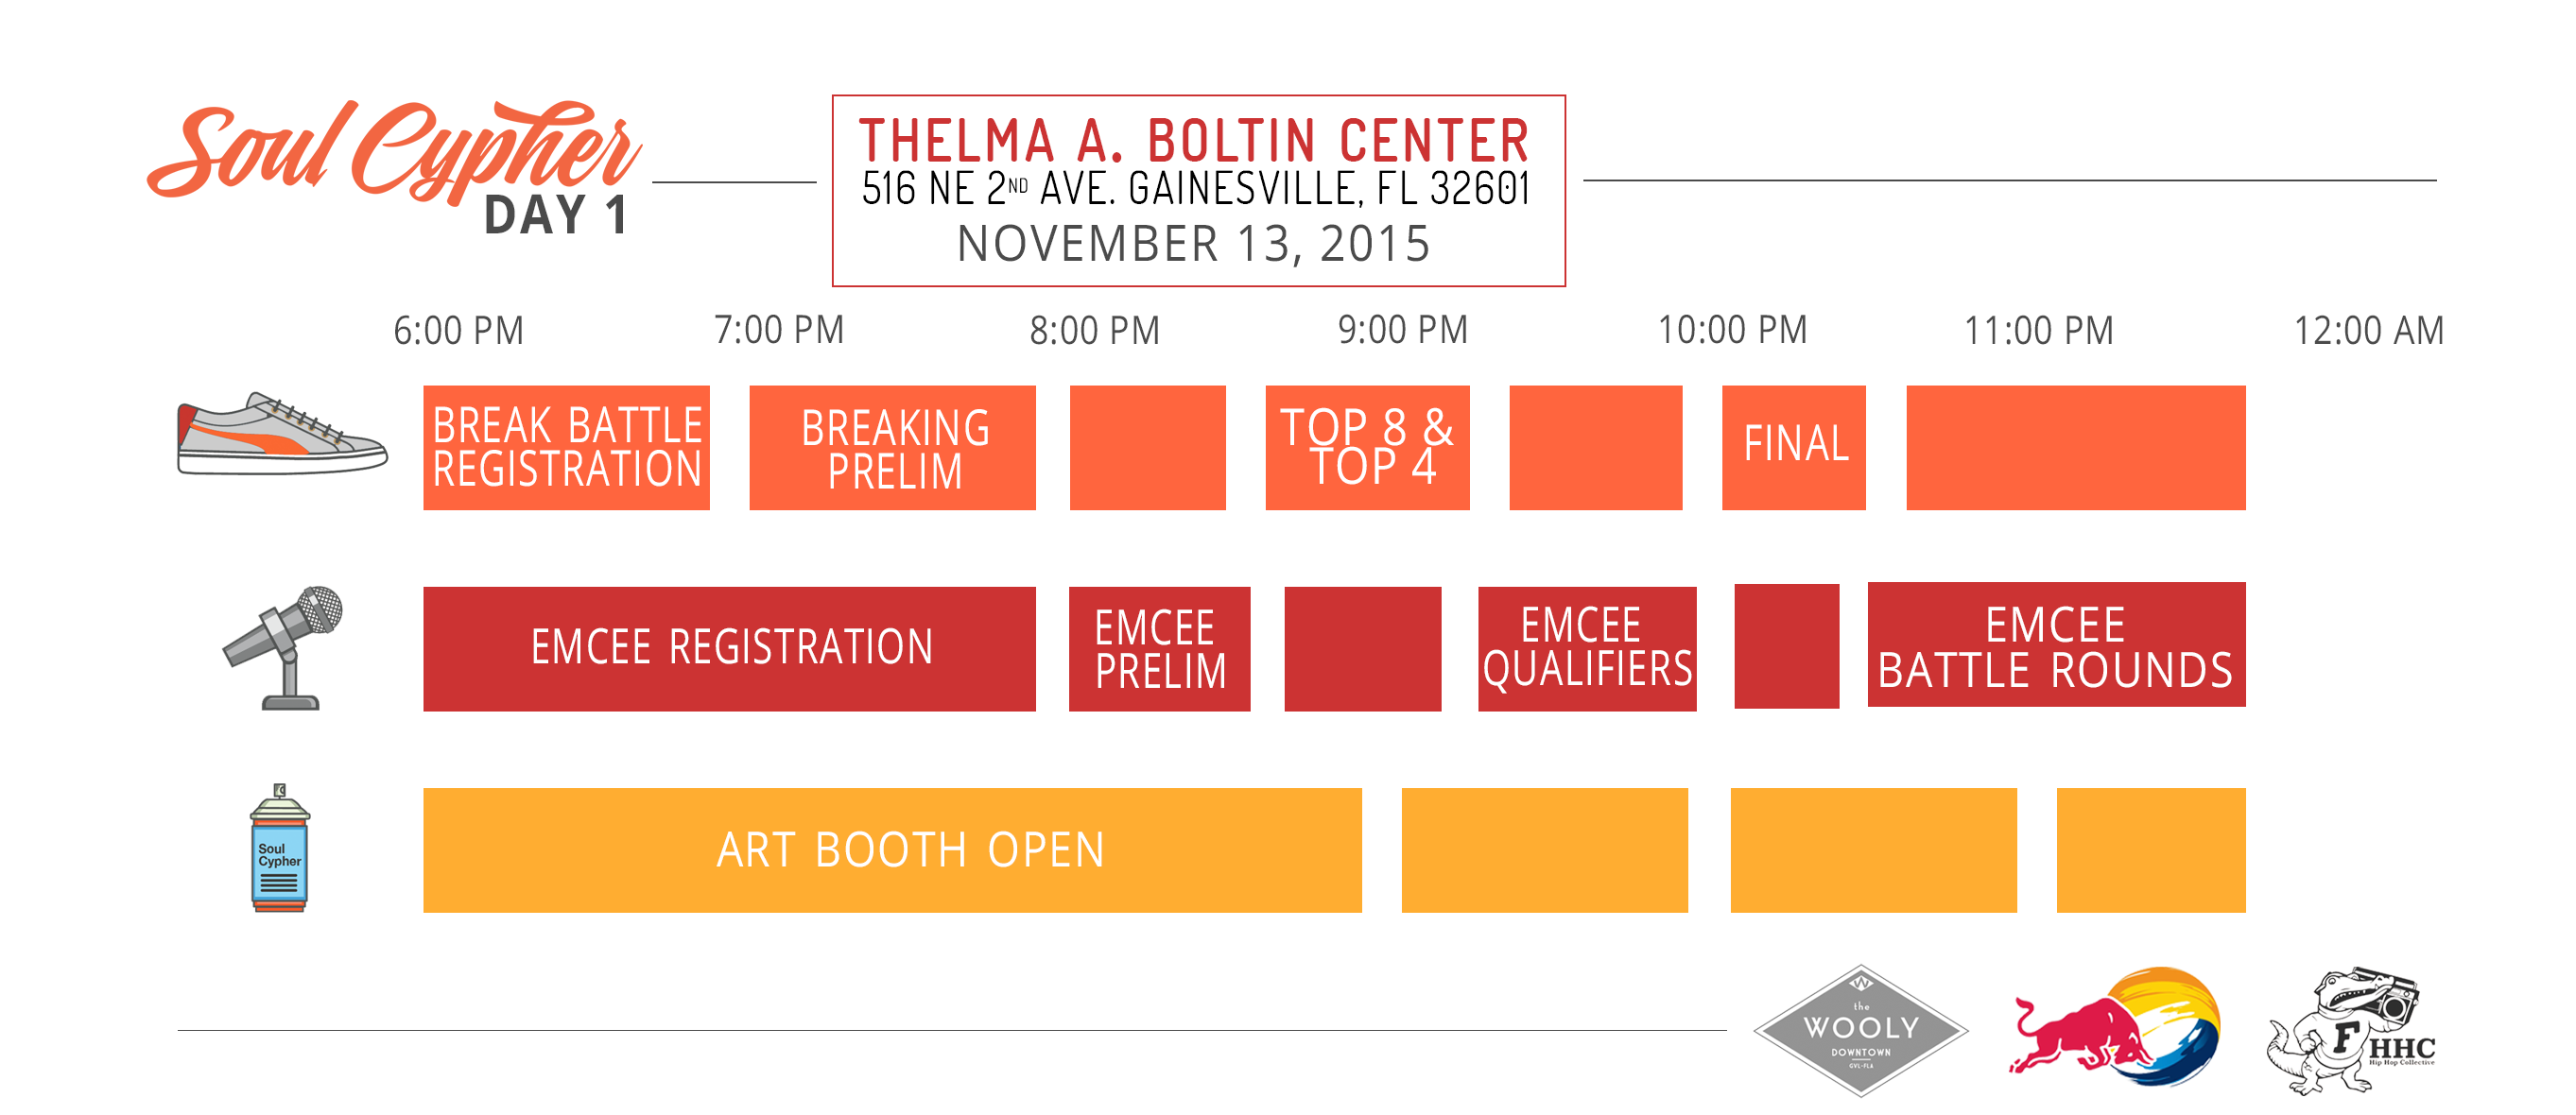 Soul Cypher
DAY 1
THELMA A. BOLTIN CENTER
516 NE 2ND AVE. GAINESVILLE, FL 32601
NOVEMBER 13, 2015
6:00 PM 7:00 PM 8:00 PM 9:00 PM 10:00 PM 11:00 PM 12:00 AM
BREAK BATTLE
REGISTRATION
BREAKING
PRELIM
TOP 8 &
TOP 4
FINAL
EMCEE REGISTRATION
EMCEE
PRELIM
EMCEE
QUALIFIERS
EMCEE
BATTLE ROUNDS
Soul
Cypher
ART BOOTH OPEN
W
the
WOOLY
DOWNTOWN
GVL-FLA
F
HHC
Hip Hop Collective